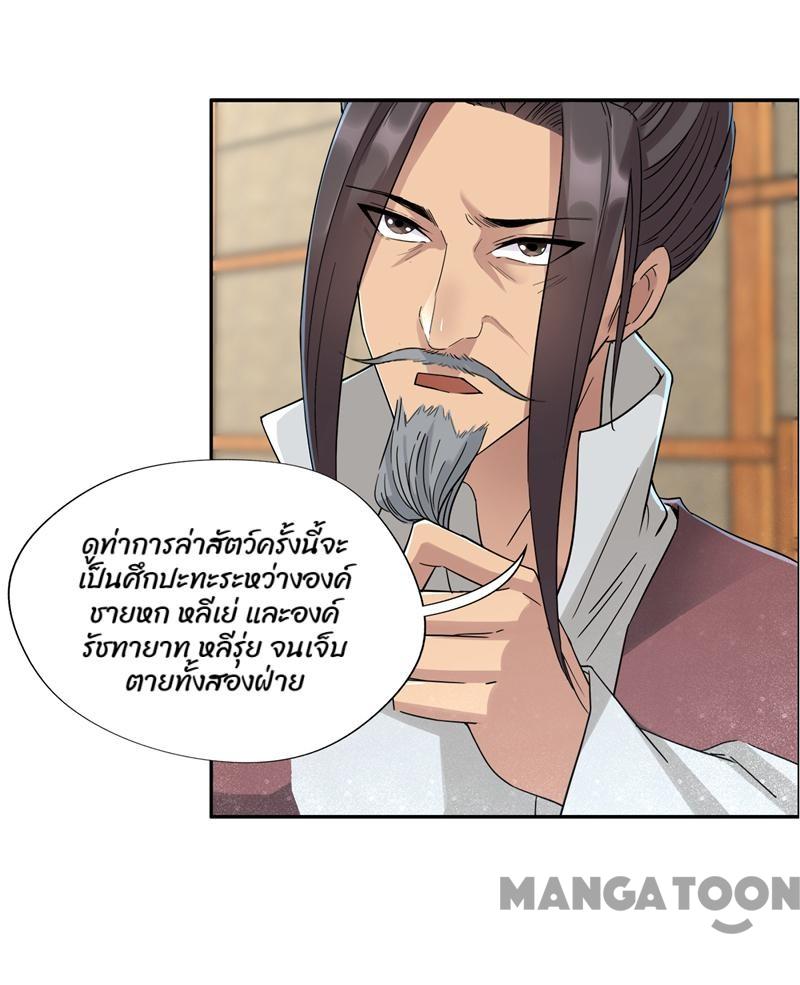 ดูท่าการล่าสัตว์ครั้งนี้จะ
เป็นศึกปะทะระหว่างองค์
ชายหก หลีเย่ และองค์
รัชทายาท หลีรุ่ย จนเจ็บ
ตายทั้งสองฝ่าย
MANGATOON